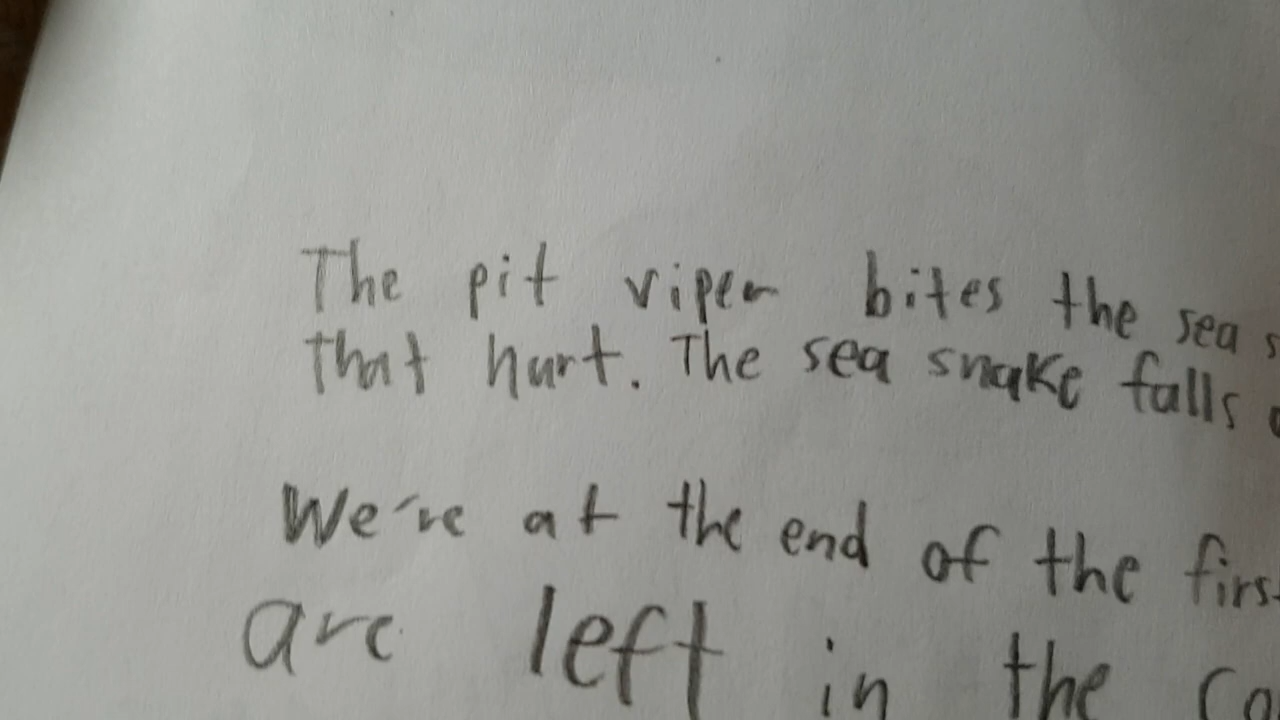 The pit viper bites the sea
that hurt. The sea snake falls
We're at the end of the
are left in the